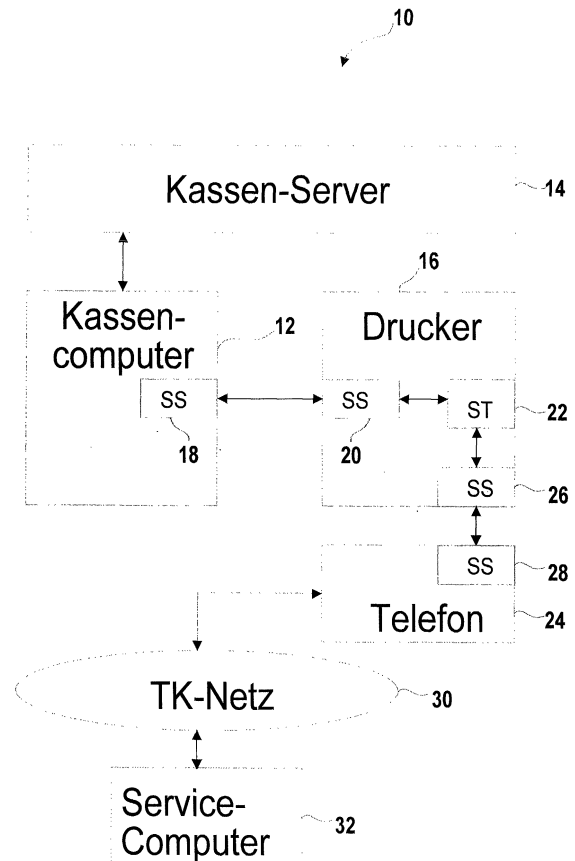 10
Kassen-Server
14
16
Kassen-
computer
12
Drucker
SS
18
SS
20
ST
22
SS
26
SS
28
Telefon
24
TK-Netz
30
Service-
Computer
32